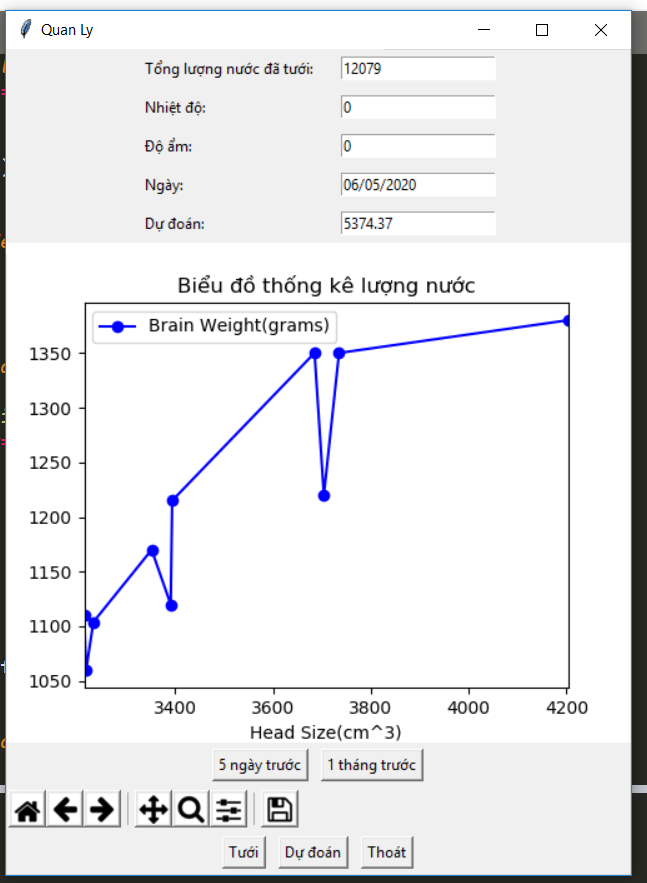 Quan Ly
Tổng lượng nước đã tưới: 12079
Nhiệt độ: 0
Độ ẩm: 0
Ngày: 06/05/2020
Dự đoán: 5374.37
Biểu đồ thống kê lượng nước
Brain Weight(grams)
1350
1300
1250
1200
1150
1100
1050
3400 3600 3800 4000 4200
Head Size(cm^3)
5 ngày trước 1 tháng trước
Tưới Dự đoán Thoát